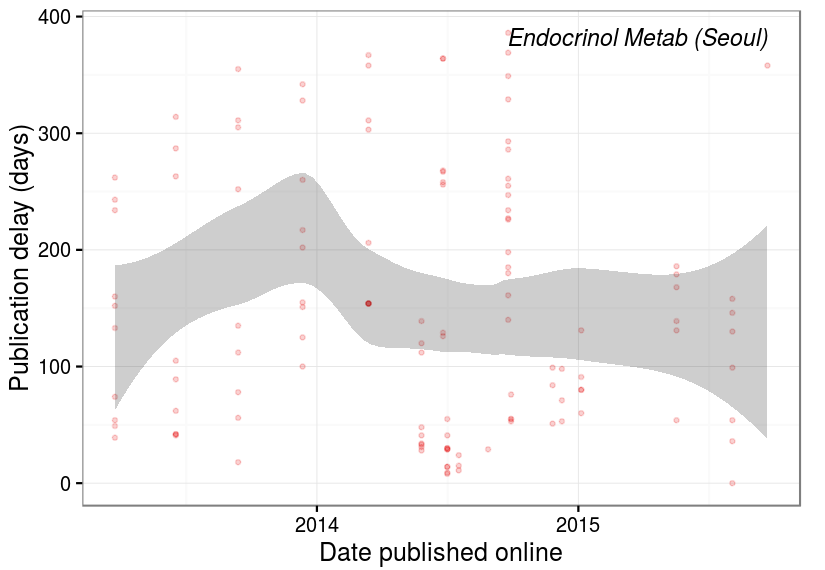 Endocrinol Metab (Seoul)
Publication delay (days)
400
300
200
100
0
2014 2015
Date published online